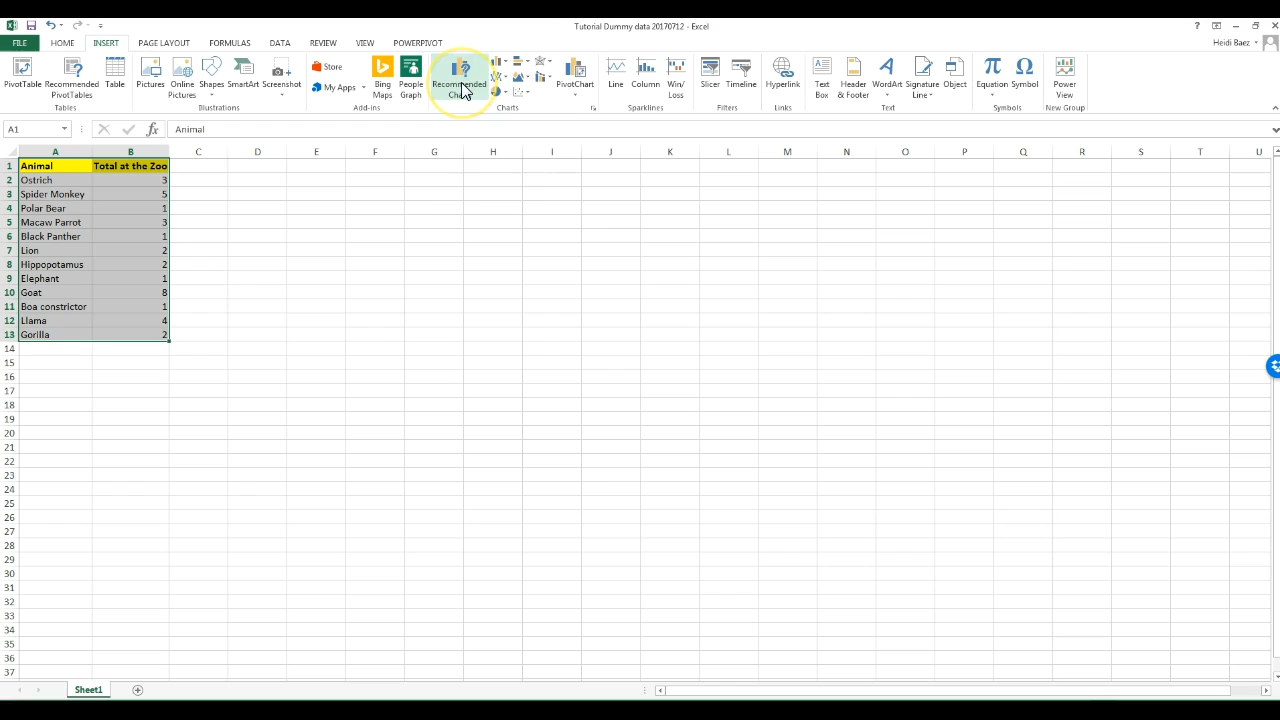 Tutorial Dummy data 20170712 - Excel
FILE HOME INSERT PAGE LAYOUT FORMULAS DATA REVIEW VIEW POWERPIVOT Heidi Baez
PivotTable Recommended PivotTables Table
Tables
Pictures Online Pictures Shapes SmartArt Screenshot
Illustrations
Store
My Apps
Bing Maps People Graph
Add-ins
Recommended
PivotChart
Charts
Line Column Win/Loss
Sparklines
Slicer Timeline
Filters
Hyperlink
Links
Text Box Header & Footer WordArt Signature Line Object
Text
Equation Symbol
Symbols
Power View
New Group
A1 fx Animal
A B C D E F G H I J K L M N O P Q R S T U
1 Animal Total at the Zoo
2 Ostrich 3
3 Spider Monkey 5
4 Polar Bear 1
5 Macaw Parrot 3
6 Black Panther 1
7 Lion 2
8 Hippopotamus 2
9 Elephant 1
10 Goat 8
11 Boa constrictor 1
12 Llama 4
13 Gorilla 2
14
15
16
17
18
19
20
21
22
23
24
25
26
27
28
29
30
31
32
33
34
35
36
37
Sheet1